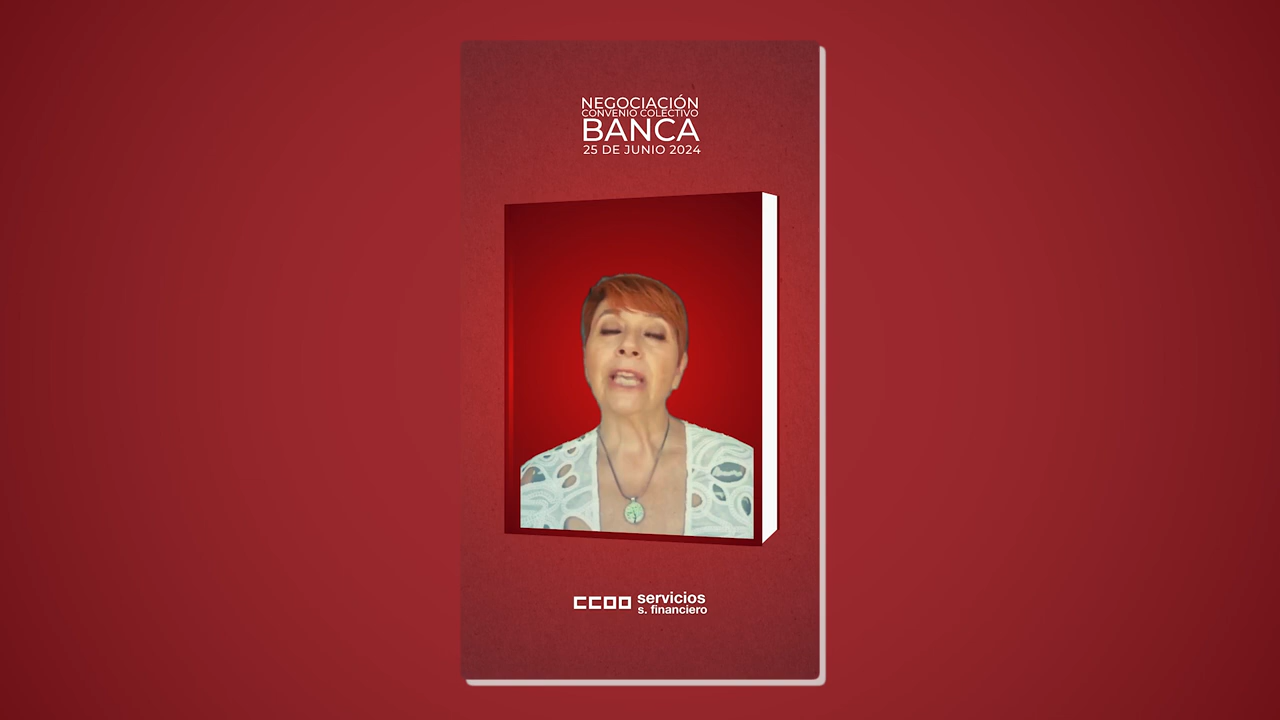 NEGOCIACIÓN
CONVENIO COLECTIVO
BANCA
25 DE JUNIO 2024
CCOO servicios
s. financiero